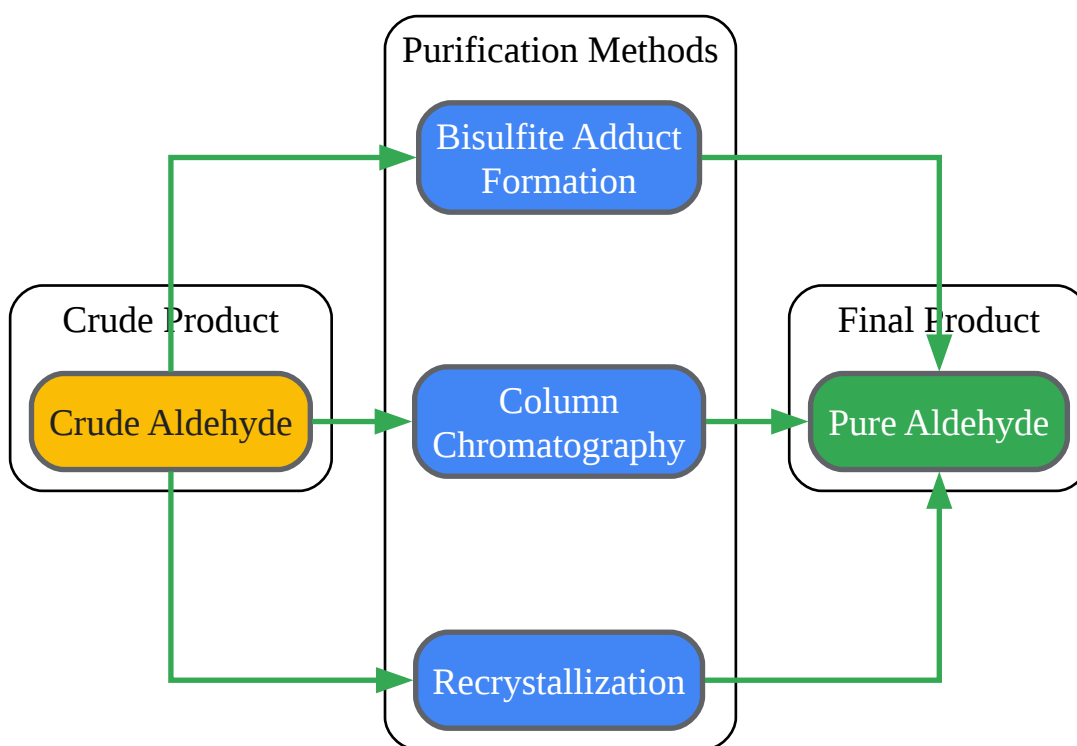 Purification Methods
Bisulfite Adduct
Formation
Crude Product
Crude Aldehyde
Column
Chromatography
Final Product
Pure Aldehyde
Recrystallization